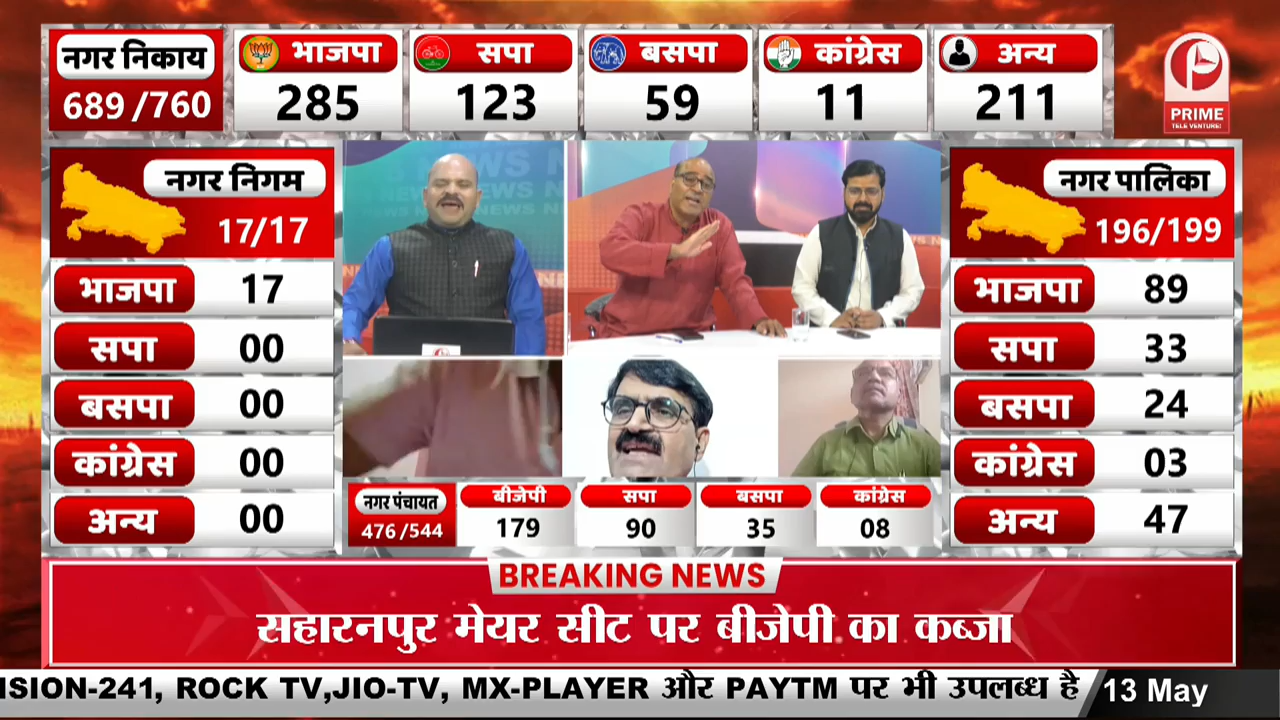 नगर निकाय
689/760
भाजपा
285
सपा
123
बसपा
59
कांग्रेस
11
अन्य
211
PRIME
TELE VENTURE!
नगर निगम
17/17
भाजपा 17
सपा 00
बसपा 00
कांग्रेस 00
अन्य 00
NEWS NEWS
नगर पालिका
196/199
भाजपा 89
सपा 33
बसपा 24
कांग्रेस 03
अन्य 47
नगर पंचायत
476/544
बीजेपी
179
सपा
90
बसपा
35
कांग्रेस
08
BREAKING NEWS
सहारनपुर मेयर सीट पर बीजेपी का कब्जा
ISION-241, ROCK TV,JIO-TV, MX-PLAYER और PAYTM पर भी उपलब्ध है
13 May